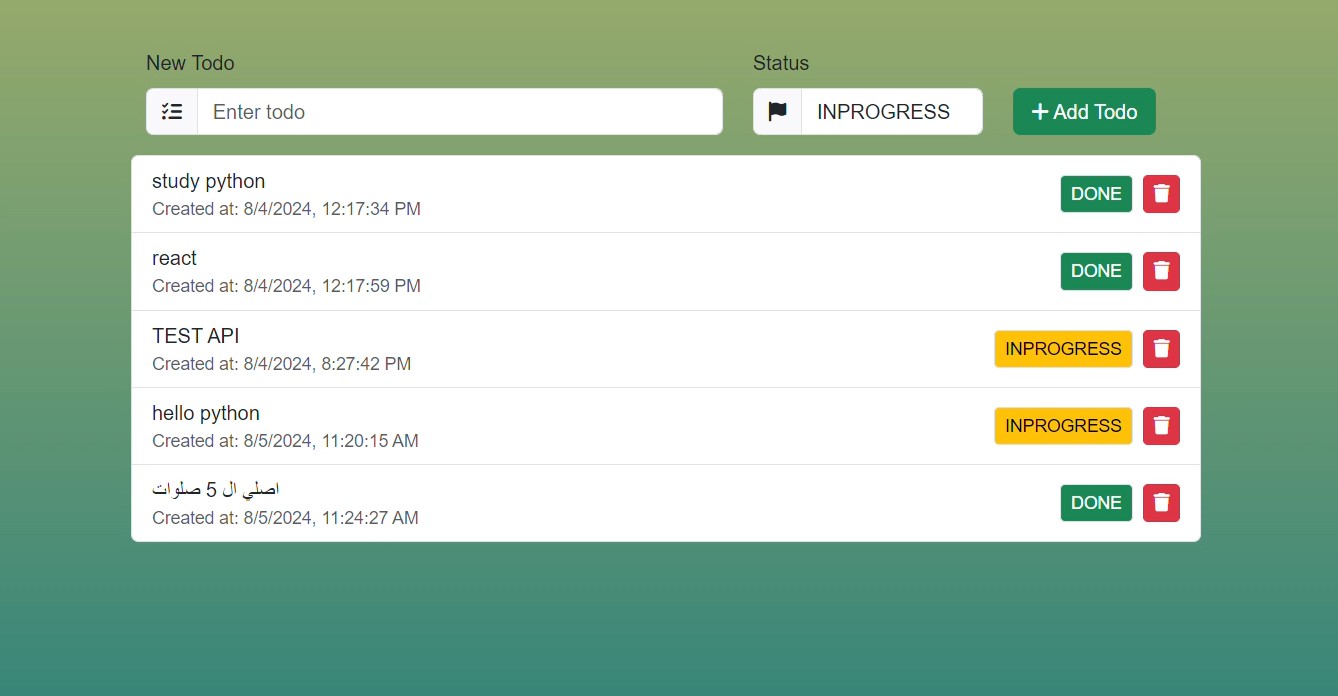 New Todo
Status
Enter todo
INPROGRESS
Add Todo
study python
Created at: 8/4/2024, 12:17:34 PM
DONE
react
Created at: 8/4/2024, 12:17:59 PM
DONE
TEST API
Created at: 8/4/2024, 8:27:42 PM
INPROGRESS
hello python
Created at: 8/5/2024, 11:20:15 AM
INPROGRESS
اصلي ال 5 صلوات
Created at: 8/5/2024, 11:24:27 AM
DONE